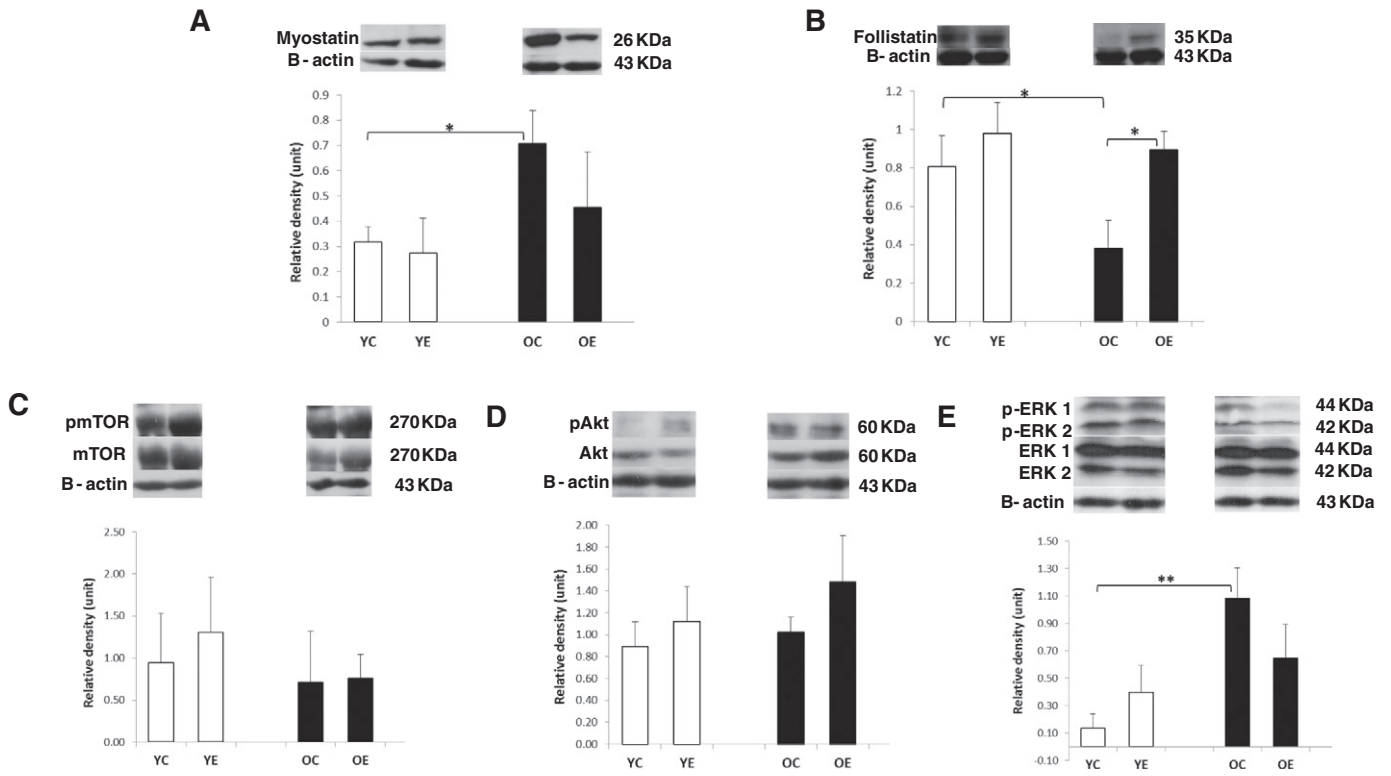 A
Myostatin 26 KDa
B- actin 43 KDa
Relative density (unit)
0.9
0.8
0.7
0.6
0.5
0.4
0.3
0.2
0.1
0
*
YC YE OC OE
B
Follistatin 35 KDa
B- actin 43 KDa
Relative density (unit)
1.2
1
0.8
0.6
0.4
0.2
0
*
*
YC YE OC OE
C
pmTOR 270 KDa
mTOR 270 KDa
B- actin 43 KDa
Relative density (unit)
2.50
2.00
1.50
1.00
0.50
0.00
YC YE OC OE
D
pAkt 60 KDa
Akt 60 KDa
B- actin 43 KDa
Relative density (unit)
2.00
1.80
1.60
1.40
1.20
1.00
0.80
0.60
0.40
0.20
0.00
YC YE OC OE
E
p-ERK 1 44 KDa
p-ERK 2 42 KDa
ERK 1 44 KDa
ERK 2 42 KDa
B- actin 43 KDa
Relative density (unit)
1.50
1.30
1.10
0.90
0.70
0.50
0.30
0.10
-0.10
**
YC YE OC OE